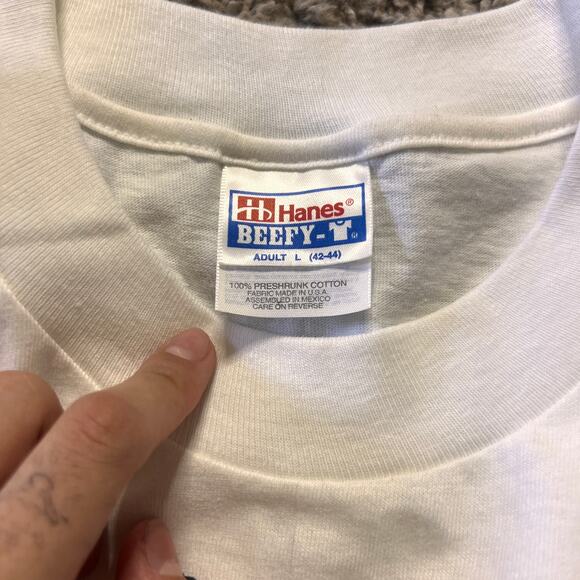 Hanes®
BEEFY-T
ADULT L (42-44)
100% PRESHRUNK COTTON
FABRIC MADE IN U.S.A.
ASSEMBLED IN MEXICO
CARE ON REVERSE